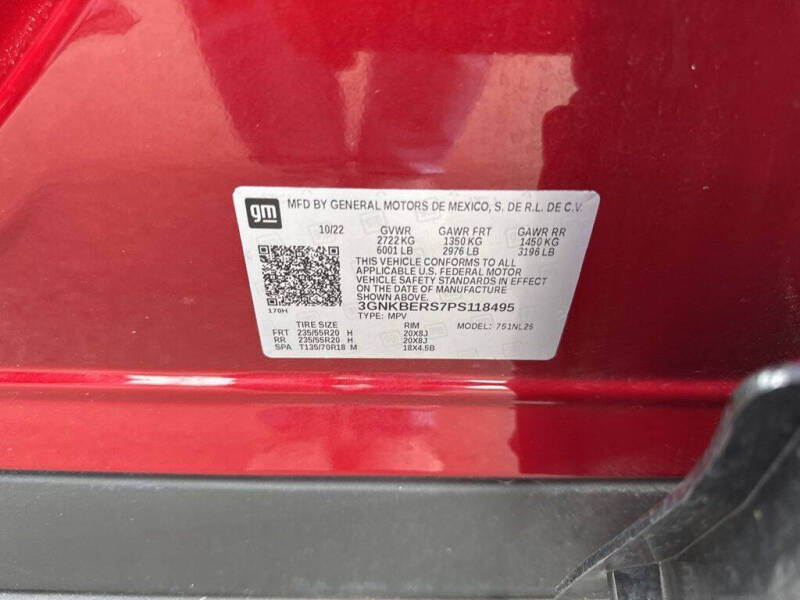 gm MFD BY GENERAL MOTORS DE MEXICO, S. DE R.L. DE C.V.
10/22 GVWR GAWR FRT GAWR RR
2722 KG 1350 KG 1450 KG
6001 LB 2976 LB 3196 LB
THIS VEHICLE CONFORMS TO ALL
APPLICABLE U.S. FEDERAL MOTOR
VEHICLE SAFETY STANDARDS IN EFFECT
ON THE DATE OF MANUFACTURE
SHOWN ABOVE.
170H 3GNKBERS7PS118495
TYPE: MPV MODEL: 751NL26
TIRE SIZE RIM
FRT 235/55R20 H 20X8J
RR 235/55R20 H 20X8J
SPA T135/70R18 M 18X4.5B